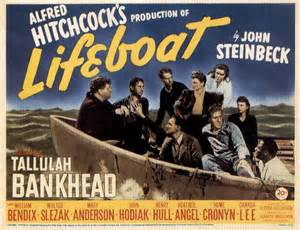 ALFRED
HITCHCOCK'S PRODUCTION OF
Lifeboat
by JOHN
STEINBECK
TALLULAH
BANKHEAD
WILLIAM BENDIX WALTER SLEZAK MARY ANDERSON JOHN HODIAK HENRY HULL HEATHER ANGEL HUME CRONYN CANADA LEE
20